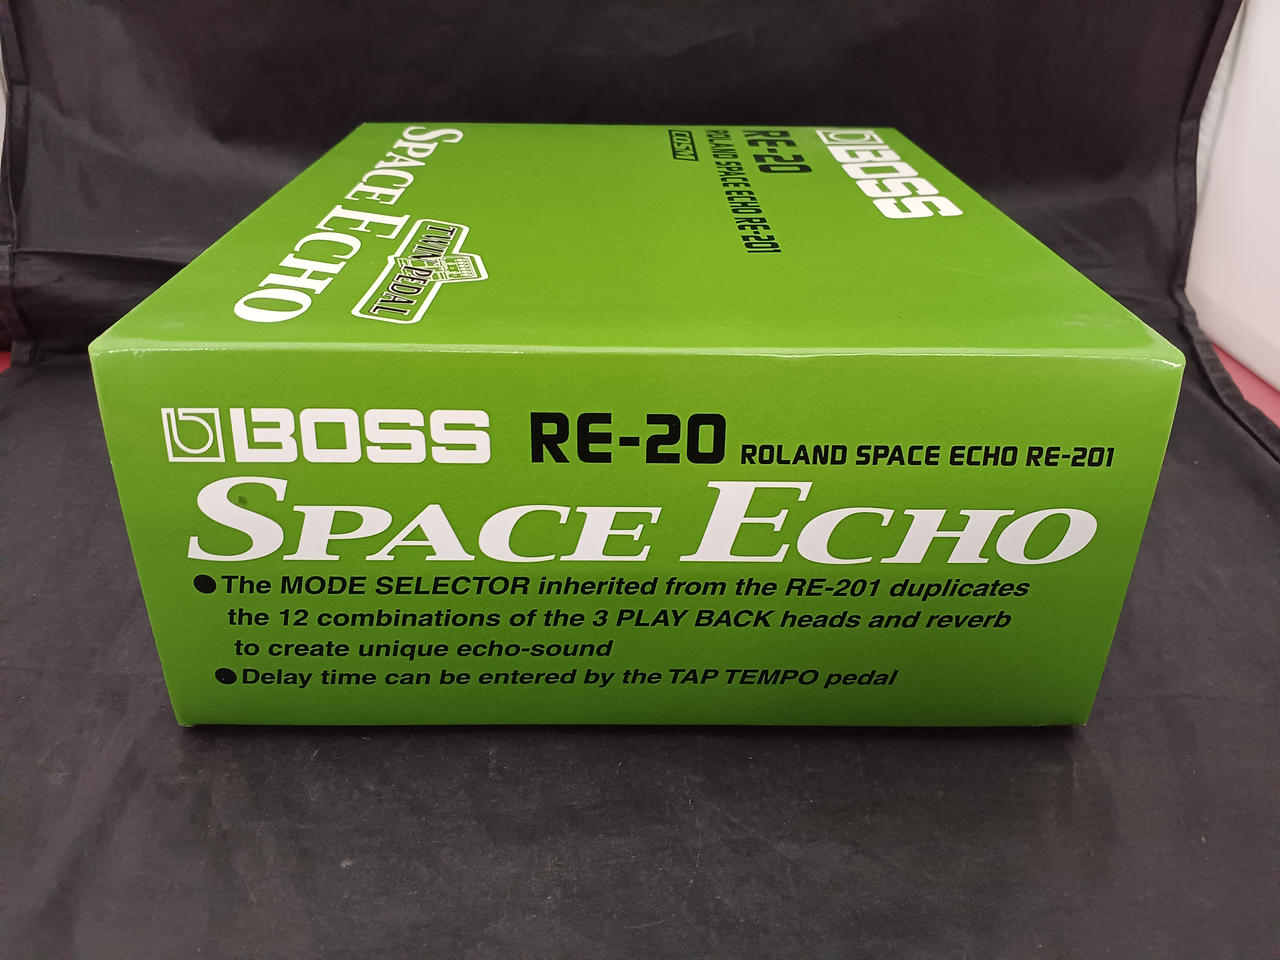 SPACE ECHO
TWIN PEDAL
COSM
RE-20
ROLAND SPACE ECHO RE-201
BOSS
BOSS RE-20 ROLAND SPACE ECHO RE-201
SPACE ECHO
●The MODE SELECTOR inherited from the RE-201 duplicates
the 12 combinations of the 3 PLAY BACK heads and reverb
to create unique echo-sound
●Delay time can be entered by the TAP TEMPO pedal